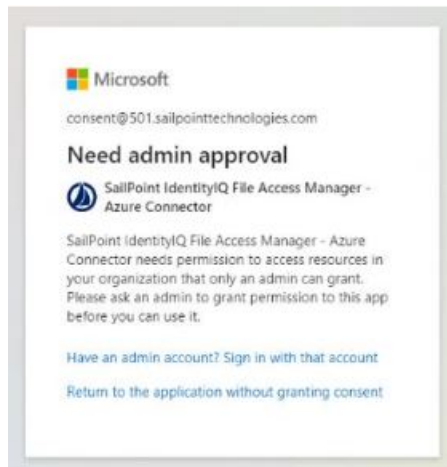 Microsoft
consent@501.sailpointtechnologies.com
Need admin approval
SailPoint IdentityIQ File Access Manager -
Azure Connector
SailPoint IdentityIQ File Access Manager - Azure
Connector needs permission to access resources in
your organization that only an admin can grant.
Please ask an admin to grant permission to this app
before you can use it.
Have an admin account? Sign in with that account
Return to the application without granting consent